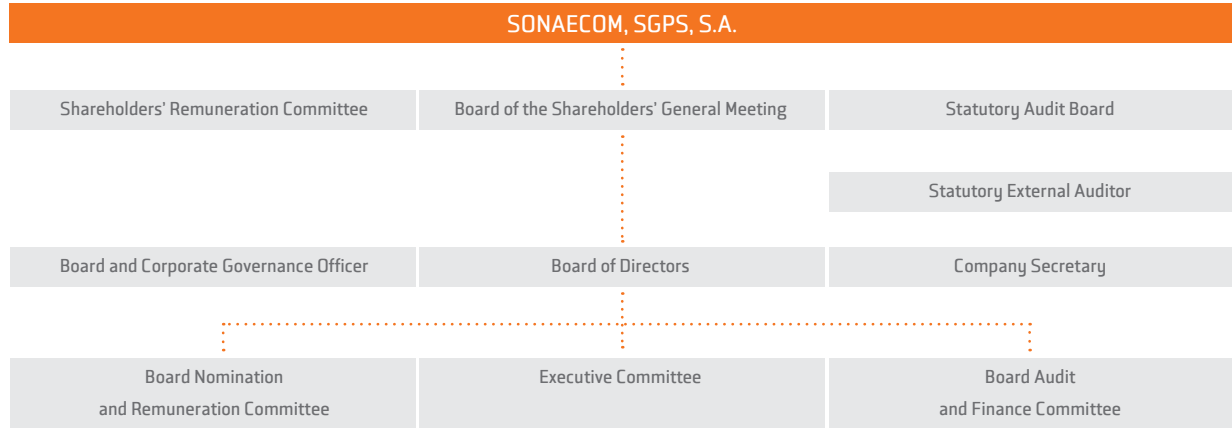 SONAECOM, SGPS, S.A.
Shareholders' Remuneration Committee
Board of the Shareholders' General Meeting
Statutory Audit Board
Statutory External Auditor
Board and Corporate Governance Officer
Board of Directors
Company Secretary
Board Nomination
and Remuneration Committee
Executive Committee
Board Audit
and Finance Committee